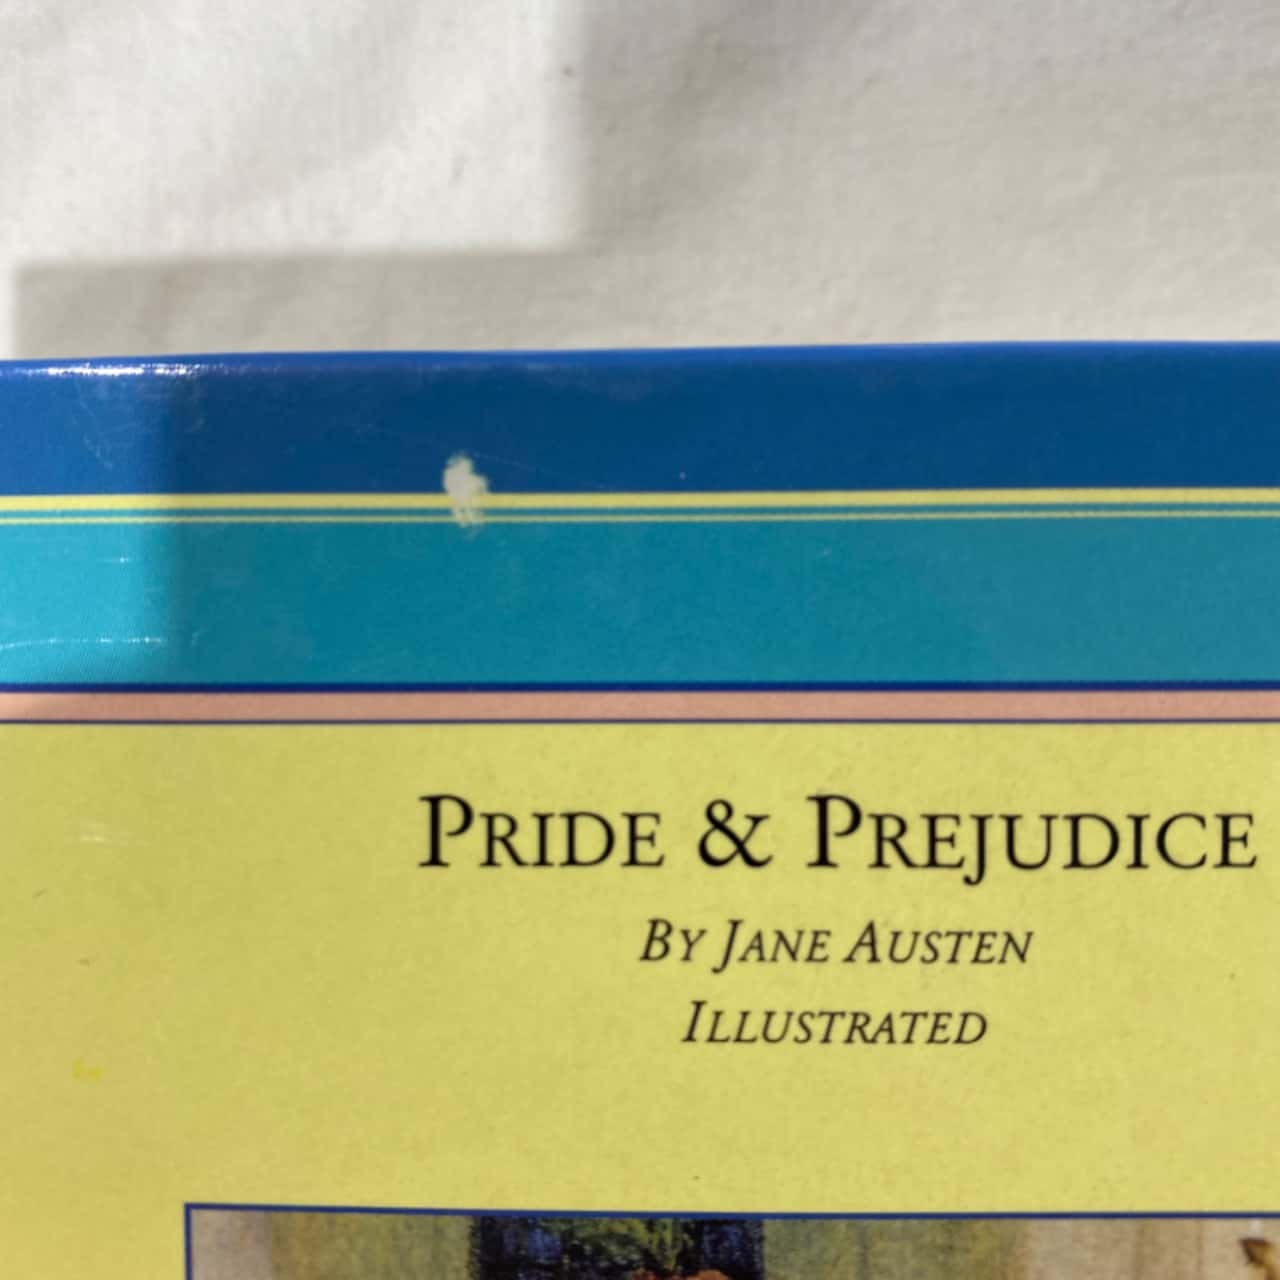 PRIDE & PREJUDICE
BY JANE AUSTEN
ILLUSTRATED